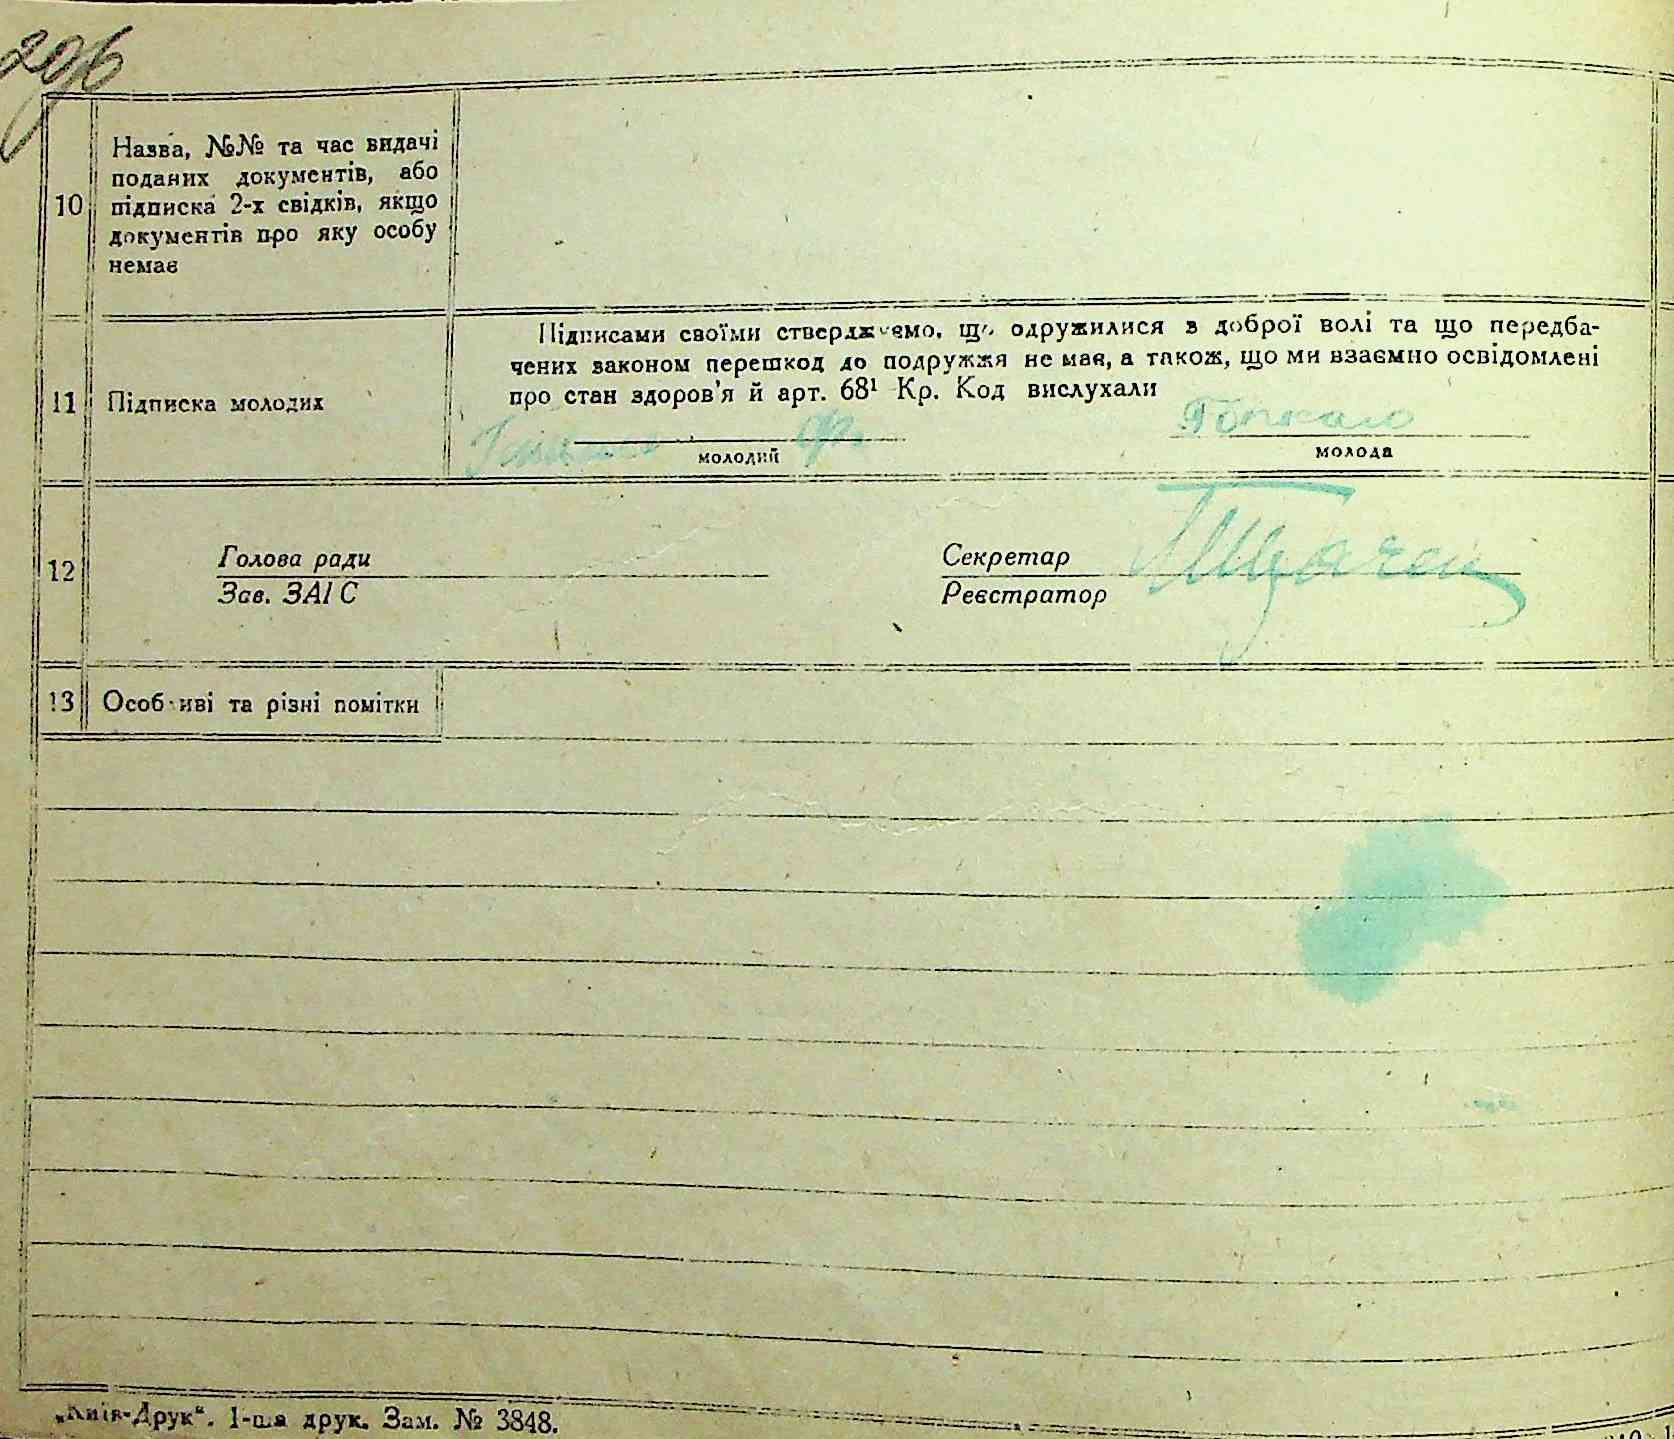 296
10
Назва, №№ та час видачі
поданих документів, або
підписка 2-х свідків, якщо
документів про яку особу
немає
11
Підписка молодих
Підписами своїми стверджуємо, що одружилися з доброї волі та що передба-
чених законом перешкод до подружжя не має, а також, що ми взаємно освідомлені
про стан здоров'я й арт. 68¹ Кр. Код вислухали
Гопкало
молодий
молода
12
Голова ради
Зав. ЗАГС
Секретар
Реєстратор
13
Особливі та різні помітки
„Київ-Друк“. 1-ша друк. Зам. № 3848.